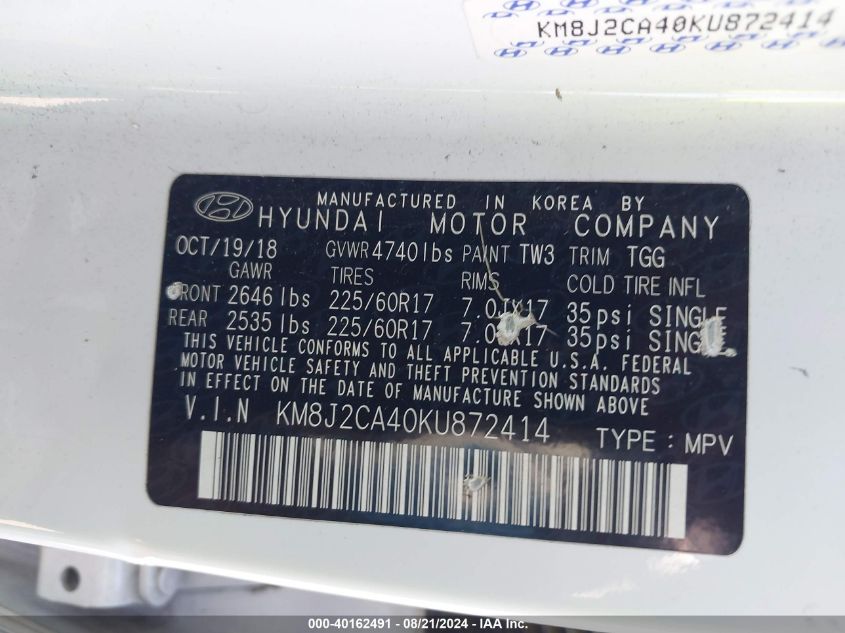 KM8J2CA40KU872414
MANUFACTURED IN KOREA BY
HYUNDAI MOTOR COMPANY
OCT/19/18 GVWR 4740lbs PAINT TW3 TRIM TGG
GAWR TIRES RIMS COLD TIRE INFL
FRONT 2646 lbs 225/60R17 7.0JX17 35psi SINGLE
REAR 2535 lbs 225/60R17 35psi
THIS VEHICLE CONFORMS TO ALL APPLICABLE U.S.A. FEDERAL
MOTOR VEHICLE SAFETY AND THEFT PREVENTION STANDARDS
IN EFFECT ON THE DATE OF MANUFACTURE SHOWN ABOVE
V.I.N KM8J2CA40KU872414 TYPE : MPV
000-40162491 - 08/21/2024 - IAA Inc.